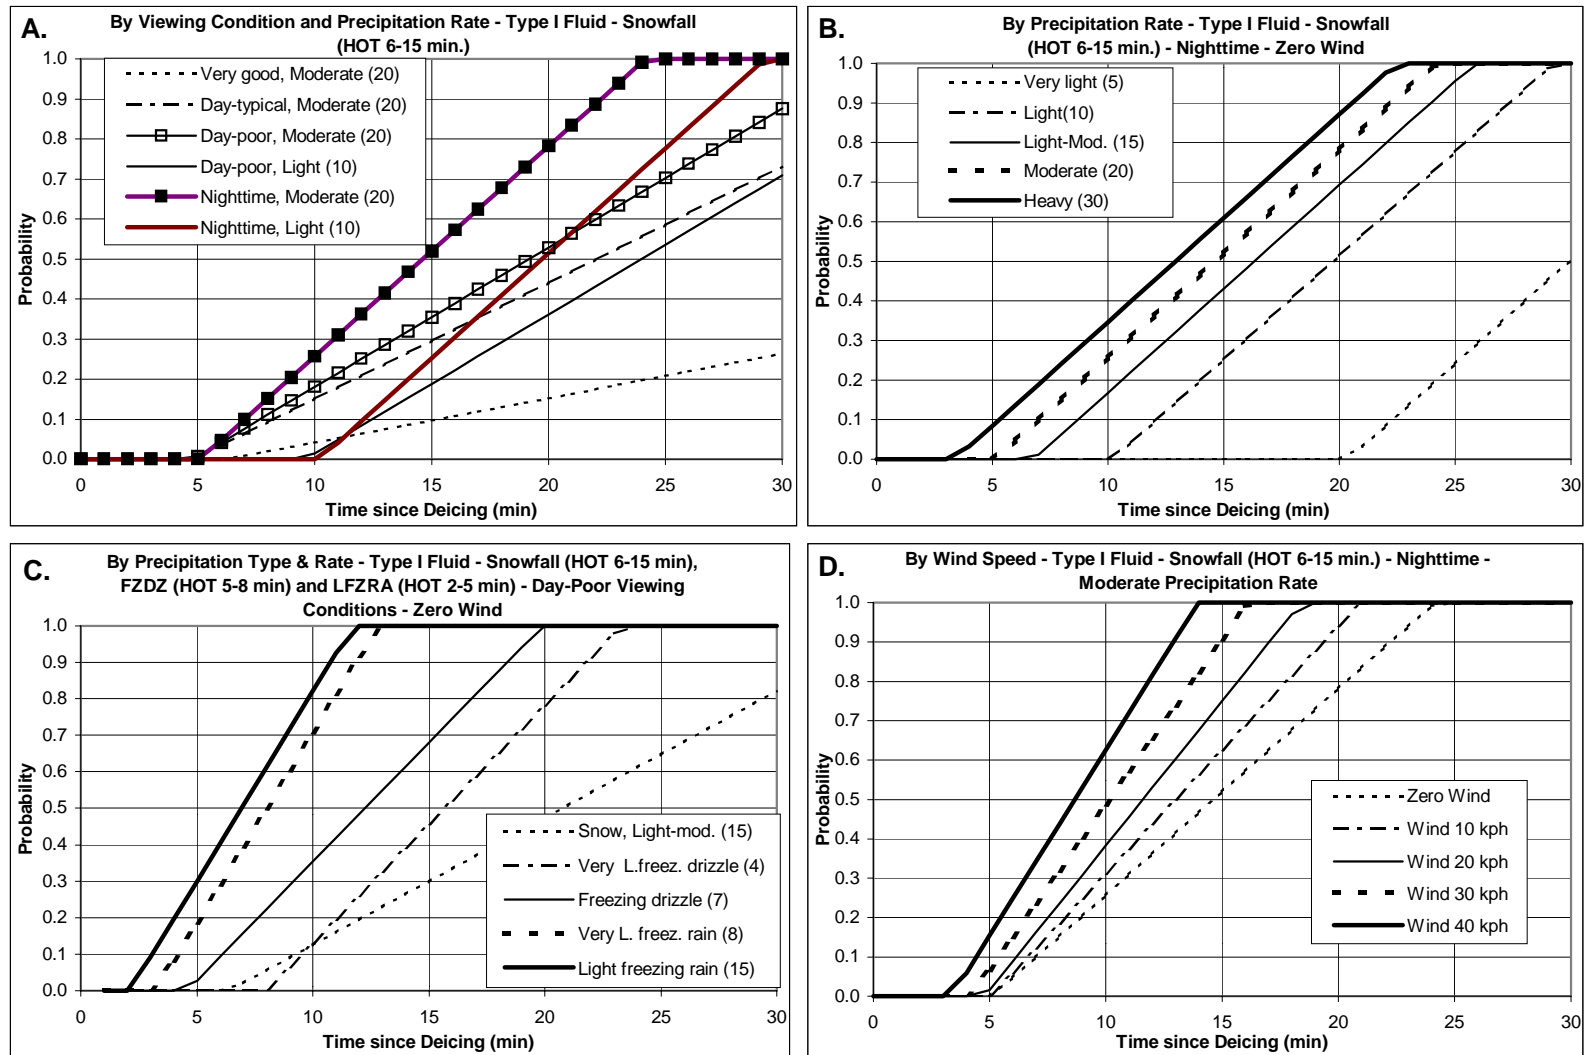 A.
By Viewing Condition and Precipitation Rate - Type I Fluid - Snowfall
(HOT 6-15 min.)
1.0
0.9
0.8
0.7
0.6
0.5
0.4
0.3
0.2
0.1
0.0
Probability
Very good, Moderate (20)
Day-typical, Moderate (20)
Day-poor, Moderate (20)
Day-poor, Light (10)
Nighttime, Moderate (20)
Nighttime, Light (10)
0 5 10 15 20 25 30
Time since Deicing (min)
B.
By Precipitation Rate - Type I Fluid - Snowfall
(HOT 6-15 min.) - Nighttime - Zero Wind
1.0
0.9
0.8
0.7
0.6
0.5
0.4
0.3
0.2
0.1
0.0
Probability
Very light (5)
Light(10)
Light-Mod. (15)
Moderate (20)
Heavy (30)
0 5 10 15 20 25 30
Time since Deicing (min)
C.
By Precipitation Type & Rate - Type I Fluid - Snowfall (HOT 6-15 min),
FZDZ (HOT 5-8 min) and LFZRA (HOT 2-5 min) - Day-Poor Viewing
Conditions - Zero Wind
1.0
0.9
0.8
0.7
0.6
0.5
0.4
0.3
0.2
0.1
0.0
Probability
Snow, Light-mod. (15)
Very L.freez. drizzle (4)
Freezing drizzle (7)
Very L. freez. rain (8)
Light freezing rain (15)
0 5 10 15 20 25 30
Time since Deicing (min)
D.
By Wind Speed - Type I Fluid - Snowfall (HOT 6-15 min.) - Nighttime -
Moderate Precipitation Rate
1.0
0.9
0.8
0.7
0.6
0.5
0.4
0.3
0.2
0.1
0.0
Probability
Zero Wind
Wind 10 kph
Wind 20 kph
Wind 30 kph
Wind 40 kph
0 5 10 15 20 25 30
Time since Deicing (min)